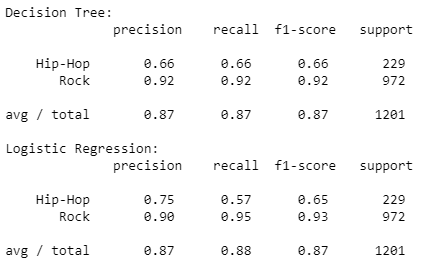 Decision Tree:
precision recall f1-score support
Hip-Hop 0.66 0.66 0.66 229
Rock 0.92 0.92 0.92 972
avg / total 0.87 0.87 0.87 1201
Logistic Regression:
precision recall f1-score support
Hip-Hop 0.75 0.57 0.65 229
Rock 0.90 0.95 0.93 972
avg / total 0.87 0.88 0.87 1201